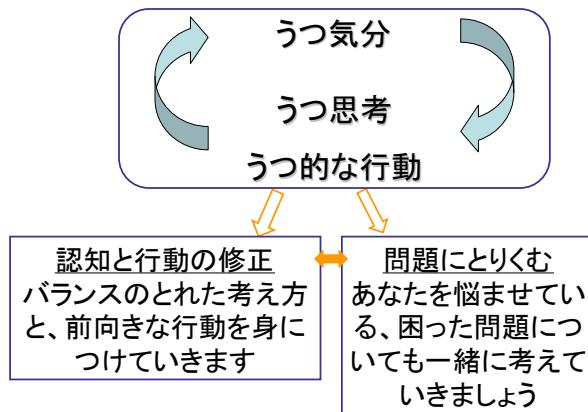 うつ気分
うつ思考
うつ的な行動
認知と行動の修正
バランスのとれた考え方
と、前向きな行動を身に
つけていきます
問題にとりくむ
あなたを悩ませてい
る、困った問題につ
いても一緒に考えて
いきましょう